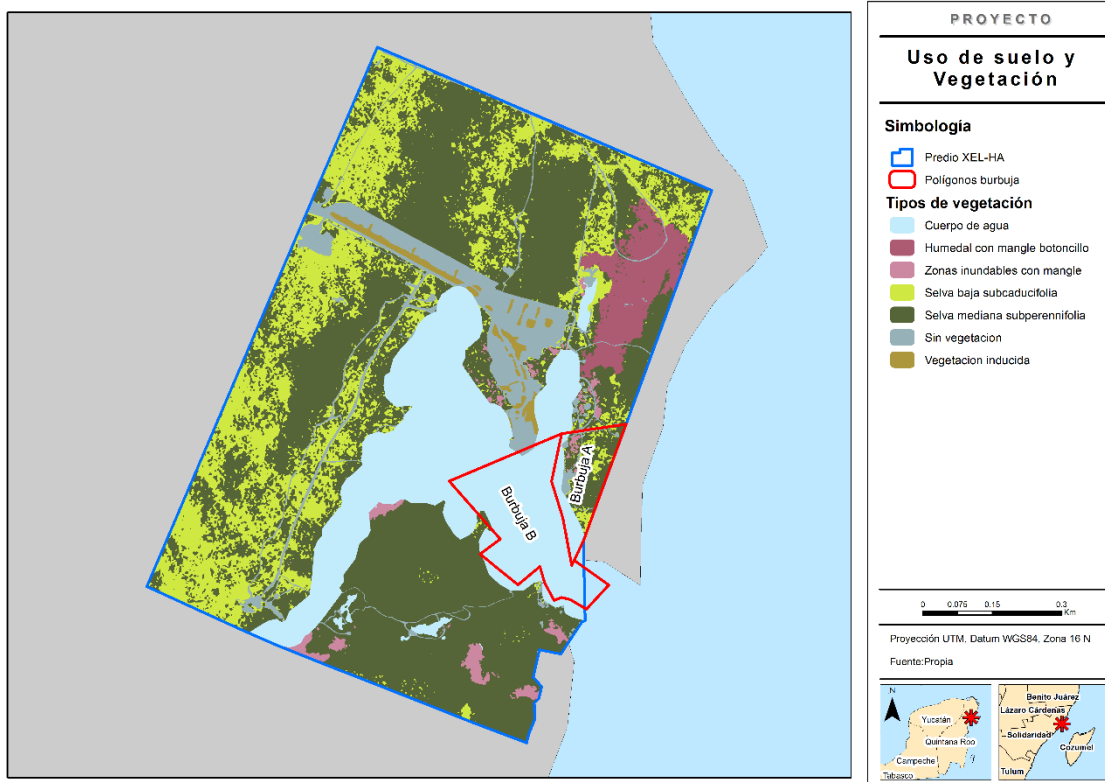 Burbuja A
Burbuja B
PROYECTO
Uso de suelo y
Vegetación
Simbología
Predio XEL-HA
Polígonos burbuja
Tipos de vegetación
Cuerpo de agua
Humedal con mangle botoncillo
Zonas inundables con mangle
Selva baja subcaducifolia
Selva mediana subperennifolia
Sin vegetacion
Vegetacion inducida
0 0.075 0.15 0.3
Km
Proyección UTM, Datum WGS84, Zona 16 N
Fuente:Propia
N
Yucatán
Quintana Roo
Campeche
Tabasco
Benito Juárez
Lázaro Cárdenas
Solidaridad
Cozumel
Tulum